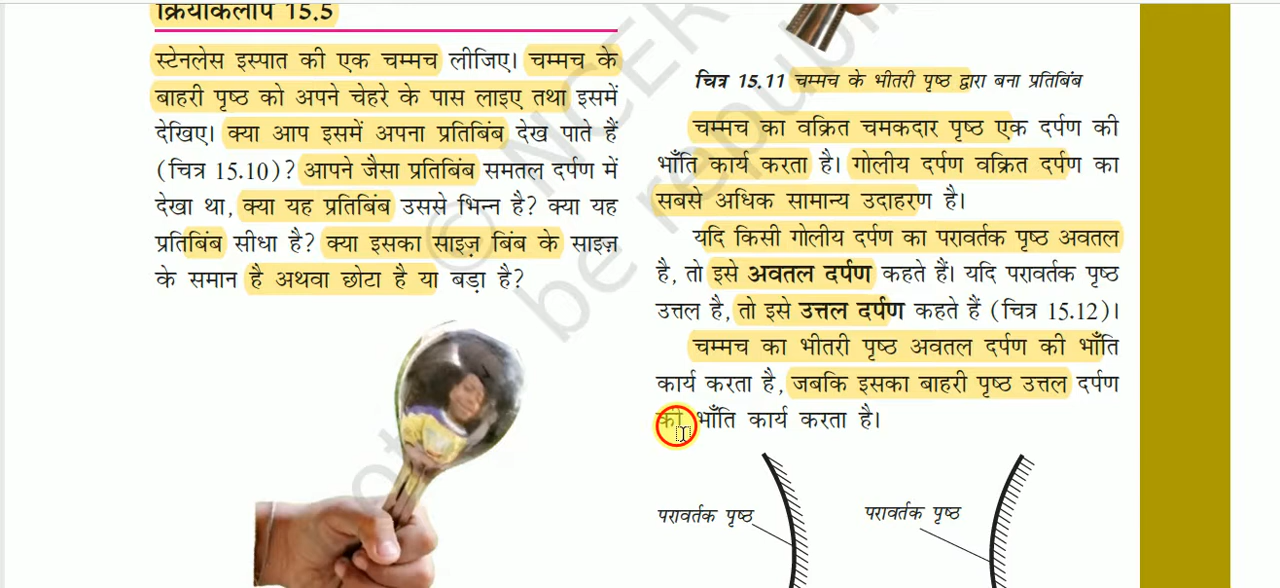 क्रियाकलाप 15.5
स्टेनलेस इस्पात की एक चम्मच लीजिए। चम्मच के
बाहरी पृष्ठ को अपने चेहरे के पास लाइए तथा इसमें
देखिए। क्या आप इसमें अपना प्रतिबिंब देख पाते हैं
(चित्र 15.10)? आपने जैसा प्रतिबिंब समतल दर्पण में
देखा था, क्या यह प्रतिबिंब उससे भिन्न है? क्या यह
प्रतिबिंब सीधा है? क्या इसका साइज़ बिंब के साइज़
के समान है अथवा छोटा है या बड़ा है?
चित्र 15.11 चम्मच के भीतरी पृष्ठ द्वारा बना प्रतिबिंब
चम्मच का वक्रित चमकदार पृष्ठ एक दर्पण की
भाँति कार्य करता है। गोलीय दर्पण वक्रित दर्पण का
सबसे अधिक सामान्य उदाहरण है।
यदि किसी गोलीय दर्पण का परावर्तक पृष्ठ अवतल
है, तो इसे अवतल दर्पण कहते हैं। यदि परावर्तक पृष्ठ
उत्तल है, तो इसे उत्तल दर्पण कहते हैं (चित्र 15.12)।
चम्मच का भीतरी पृष्ठ अवतल दर्पण की भाँति
कार्य करता है, जबकि इसका बाहरी पृष्ठ उत्तल दर्पण
की भाँति कार्य करता है।
परावर्तक पृष्ठ
परावर्तक पृष्ठ
© NCER
be republi